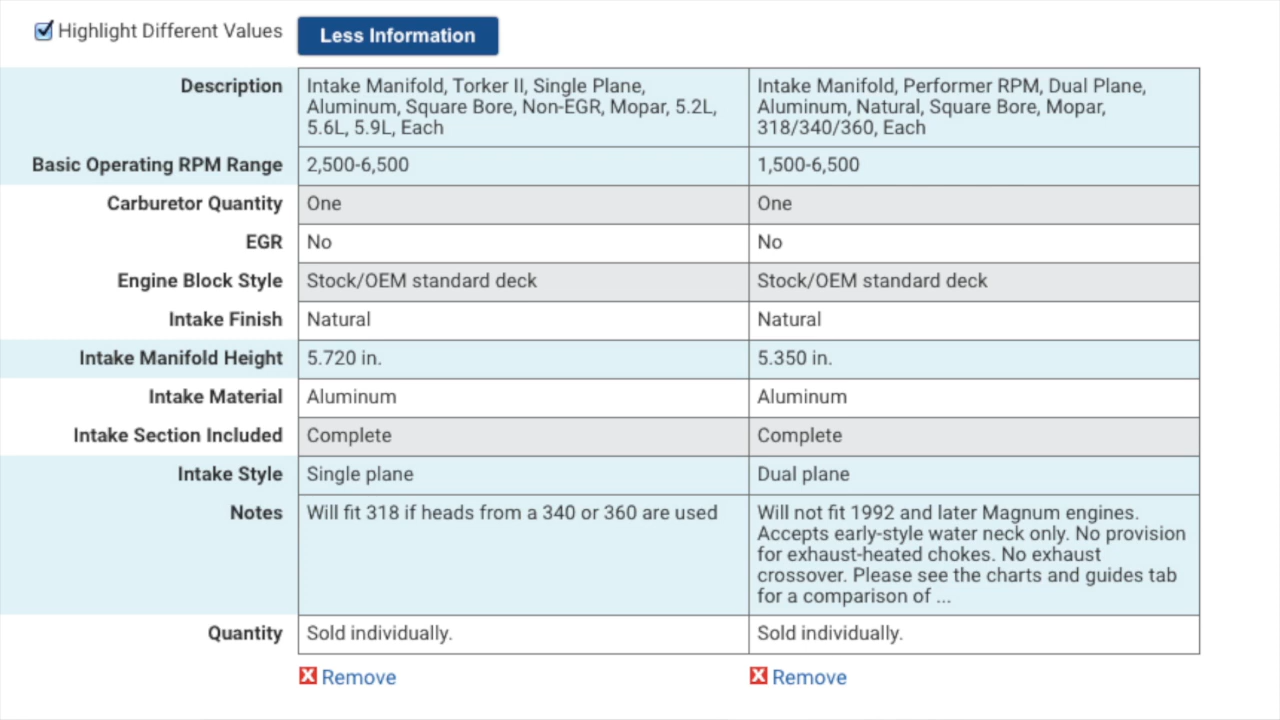 Highlight Different Values
Less Information
Description
Intake Manifold, Torker II, Single Plane,
Aluminum, Square Bore, Non-EGR, Mopar, 5.2L,
5.6L, 5.9L, Each
Intake Manifold, Performer RPM, Dual Plane,
Aluminum, Natural, Square Bore, Mopar,
318/340/360, Each
Basic Operating RPM Range
2,500-6,500
1,500-6,500
Carburetor Quantity
One
One
EGR
No
No
Engine Block Style
Stock/OEM standard deck
Stock/OEM standard deck
Intake Finish
Natural
Natural
Intake Manifold Height
5.720 in.
5.350 in.
Intake Material
Aluminum
Aluminum
Intake Section Included
Complete
Complete
Intake Style
Single plane
Dual plane
Notes
Will fit 318 if heads from a 340 or 360 are used
Will not fit 1992 and later Magnum engines.
Accepts early-style water neck only. No provision
for exhaust-heated chokes. No exhaust
crossover. Please see the charts and guides tab
for a comparison of ...
Quantity
Sold individually.
Sold individually.
X Remove
X Remove